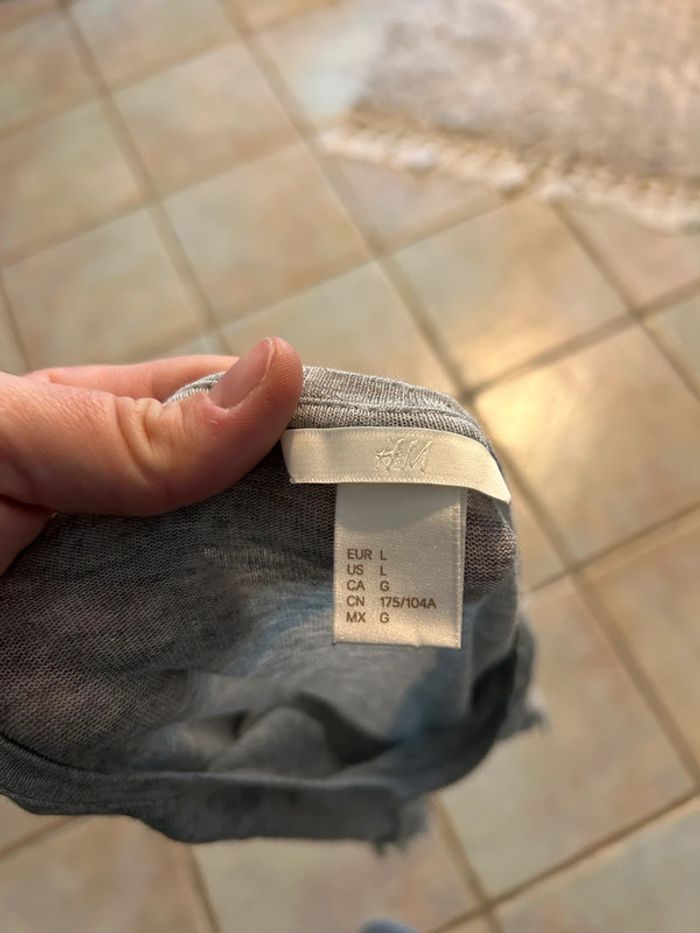 H&M
EUR L
US L
CA G
CN 175/104A
MX G